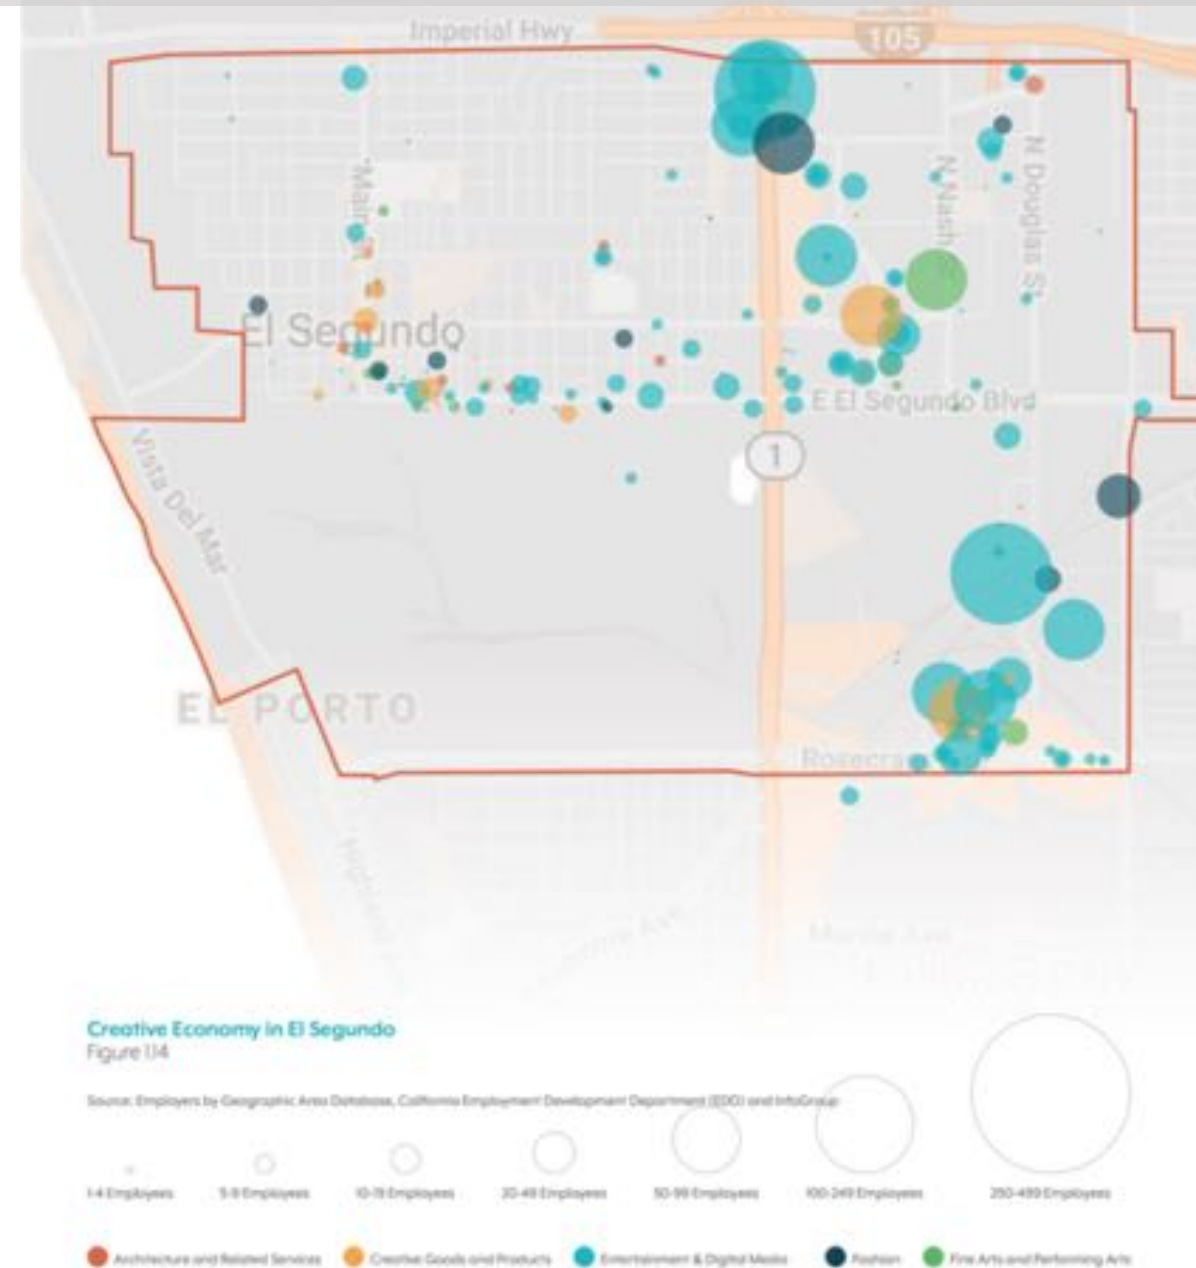 Imperial Hwy
105
Main
N Nash
N Douglas St
El Segundo
E El Segundo Blvd
1
Vista Del Mar
EL PORTO
Rosecra
Highland
Creative Economy in El Segundo
Figure 1.14
Source: Employers by Geographic Area Database, California Employment Development Department (EDD) and InfoGroup
1-4 Employees
5-9 Employees
10-19 Employees
20-49 Employees
50-99 Employees
100-249 Employees
250-499 Employees
Architecture and Related Services
Creative Goods and Products
Entertainment & Digital Media
Fashion
Fine Arts and Performing Arts